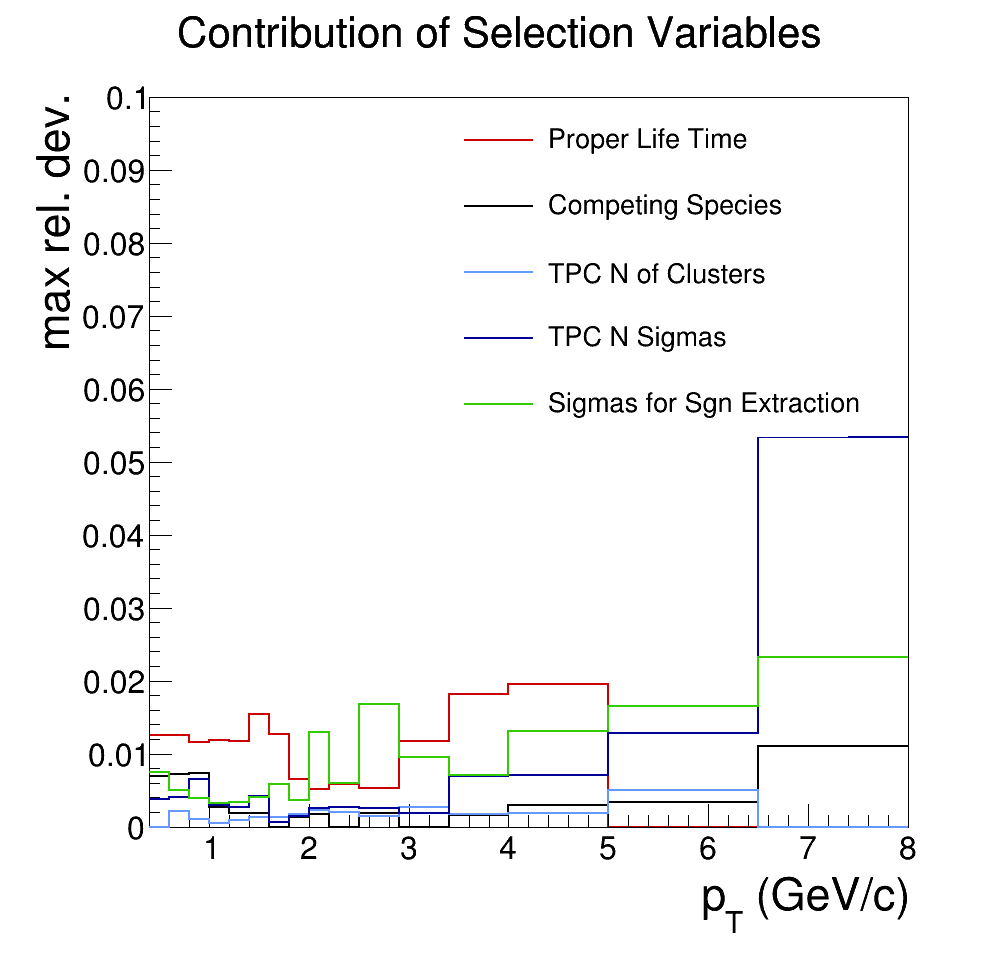 Contribution of Selection Variables
max rel. dev.
0.1
0.09
0.08
0.07
0.06
0.05
0.04
0.03
0.02
0.01
0
Proper Life Time
Competing Species
TPC N of Clusters
TPC N Sigmas
Sigmas for Sgn Extraction
1 2 3 4 5 6 7 8
p_T (GeV/c)